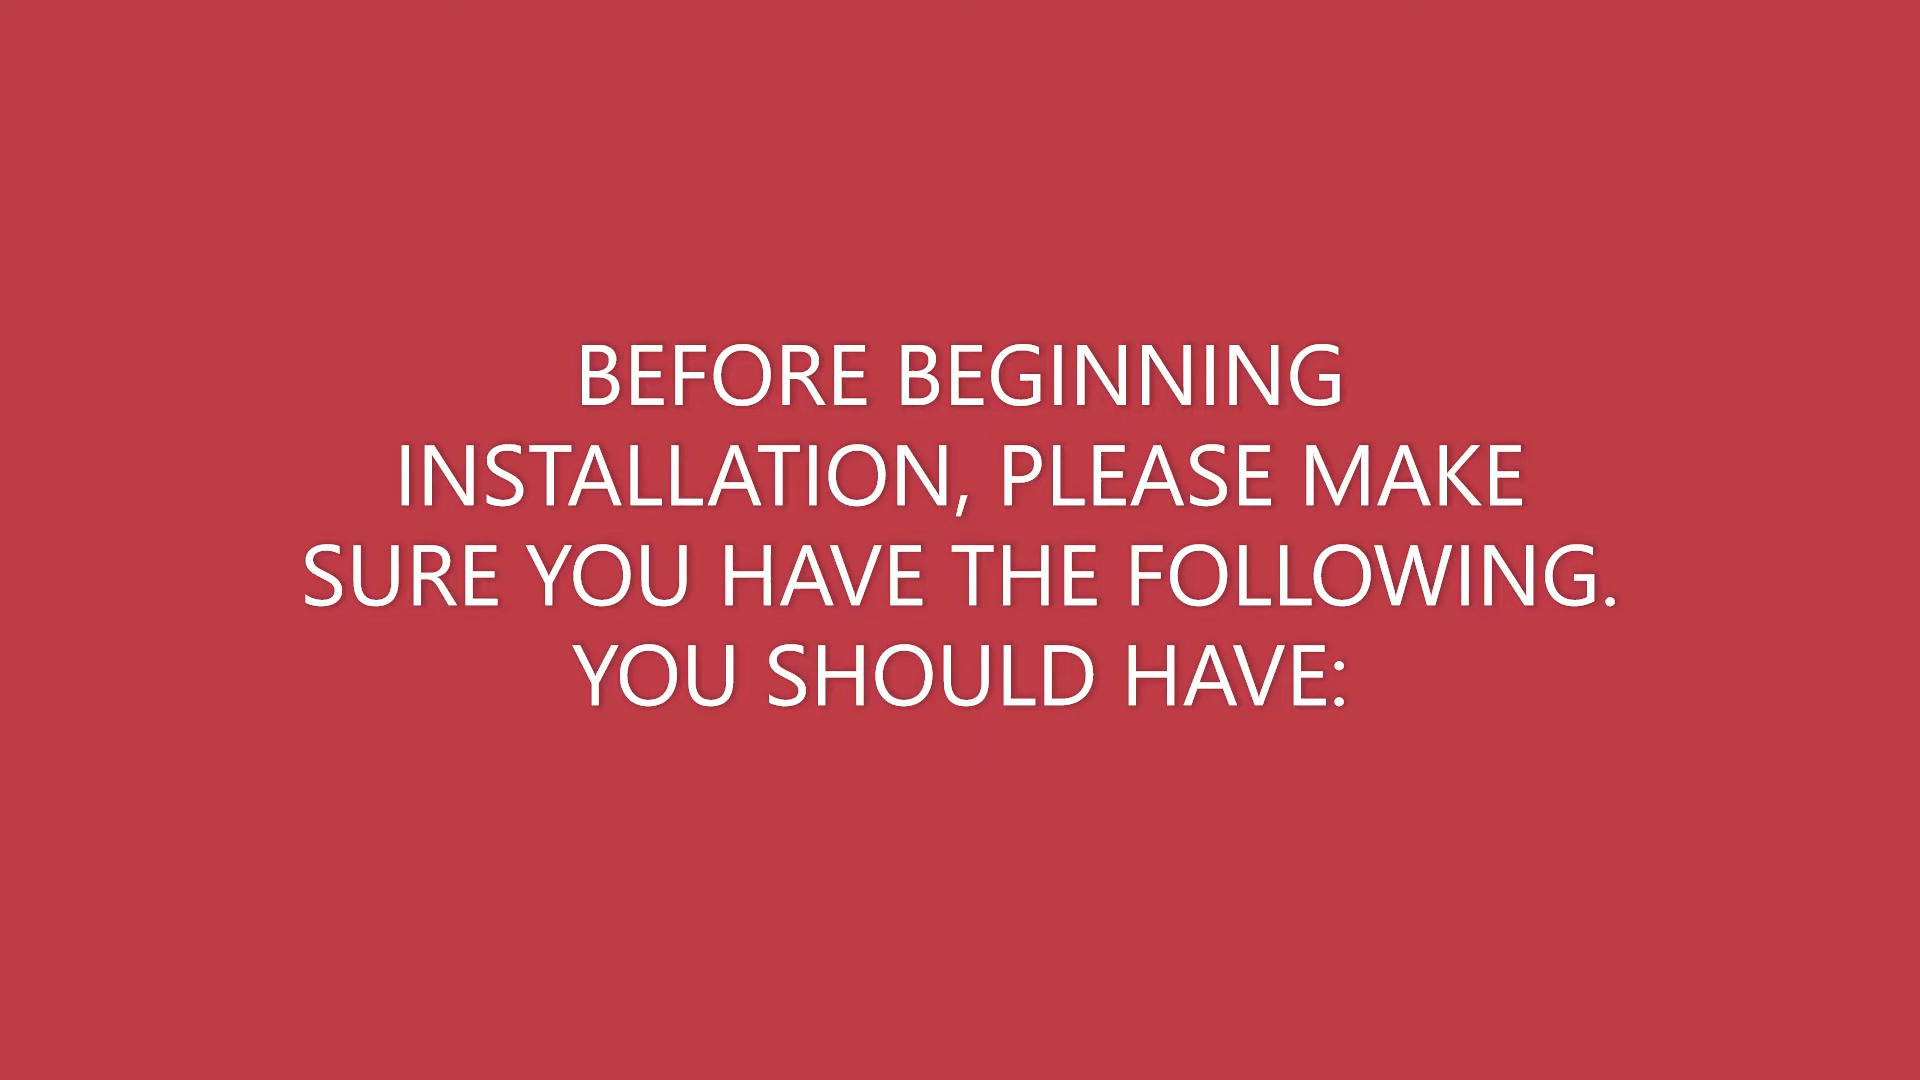 BEFORE BEGINNING
INSTALLATION, PLEASE MAKE
SURE YOU HAVE THE FOLLOWING.
YOU SHOULD HAVE: